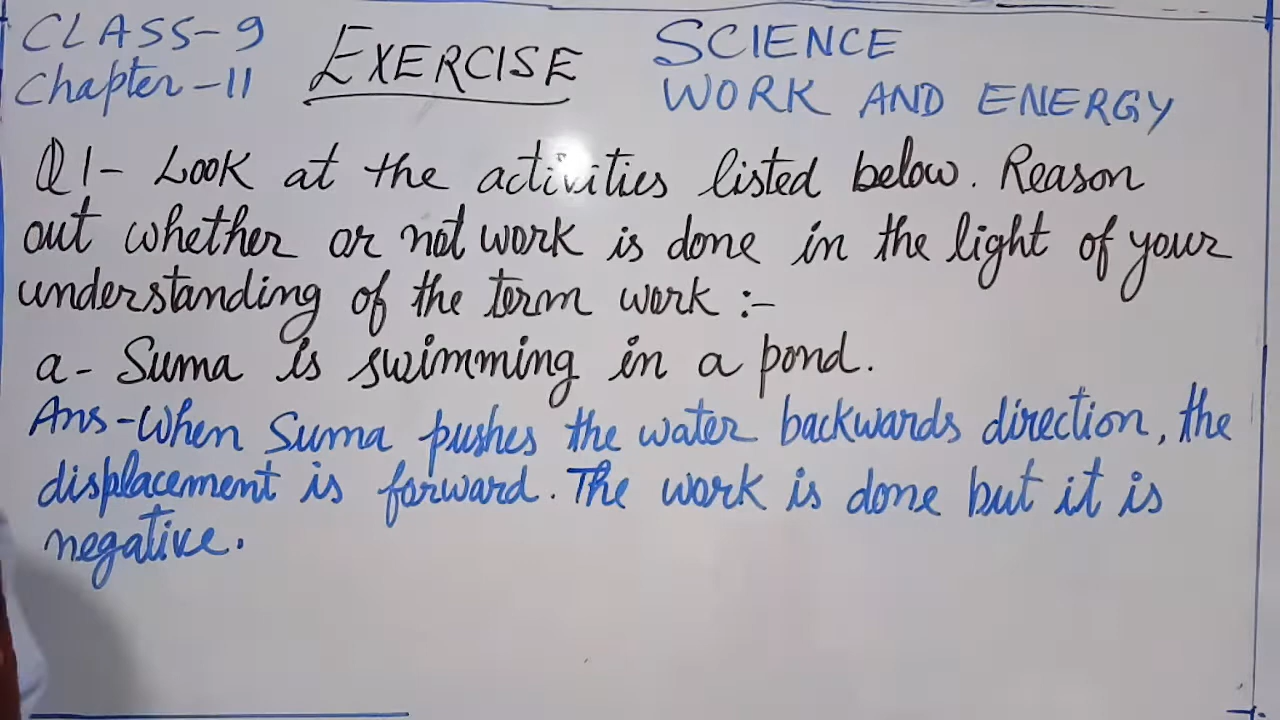 CLASS-9
Chapter-11
EXERCISE
SCIENCE
WORK AND ENERGY
Q1- Look at the activities listed below. Reason
out whether or not work is done in the light of your
understanding of the term work :-
a- Suma is swimming in a pond.
Ans-When Suma pushes the water backwards direction, the
displacement is forward. The work is done but it is
negative.